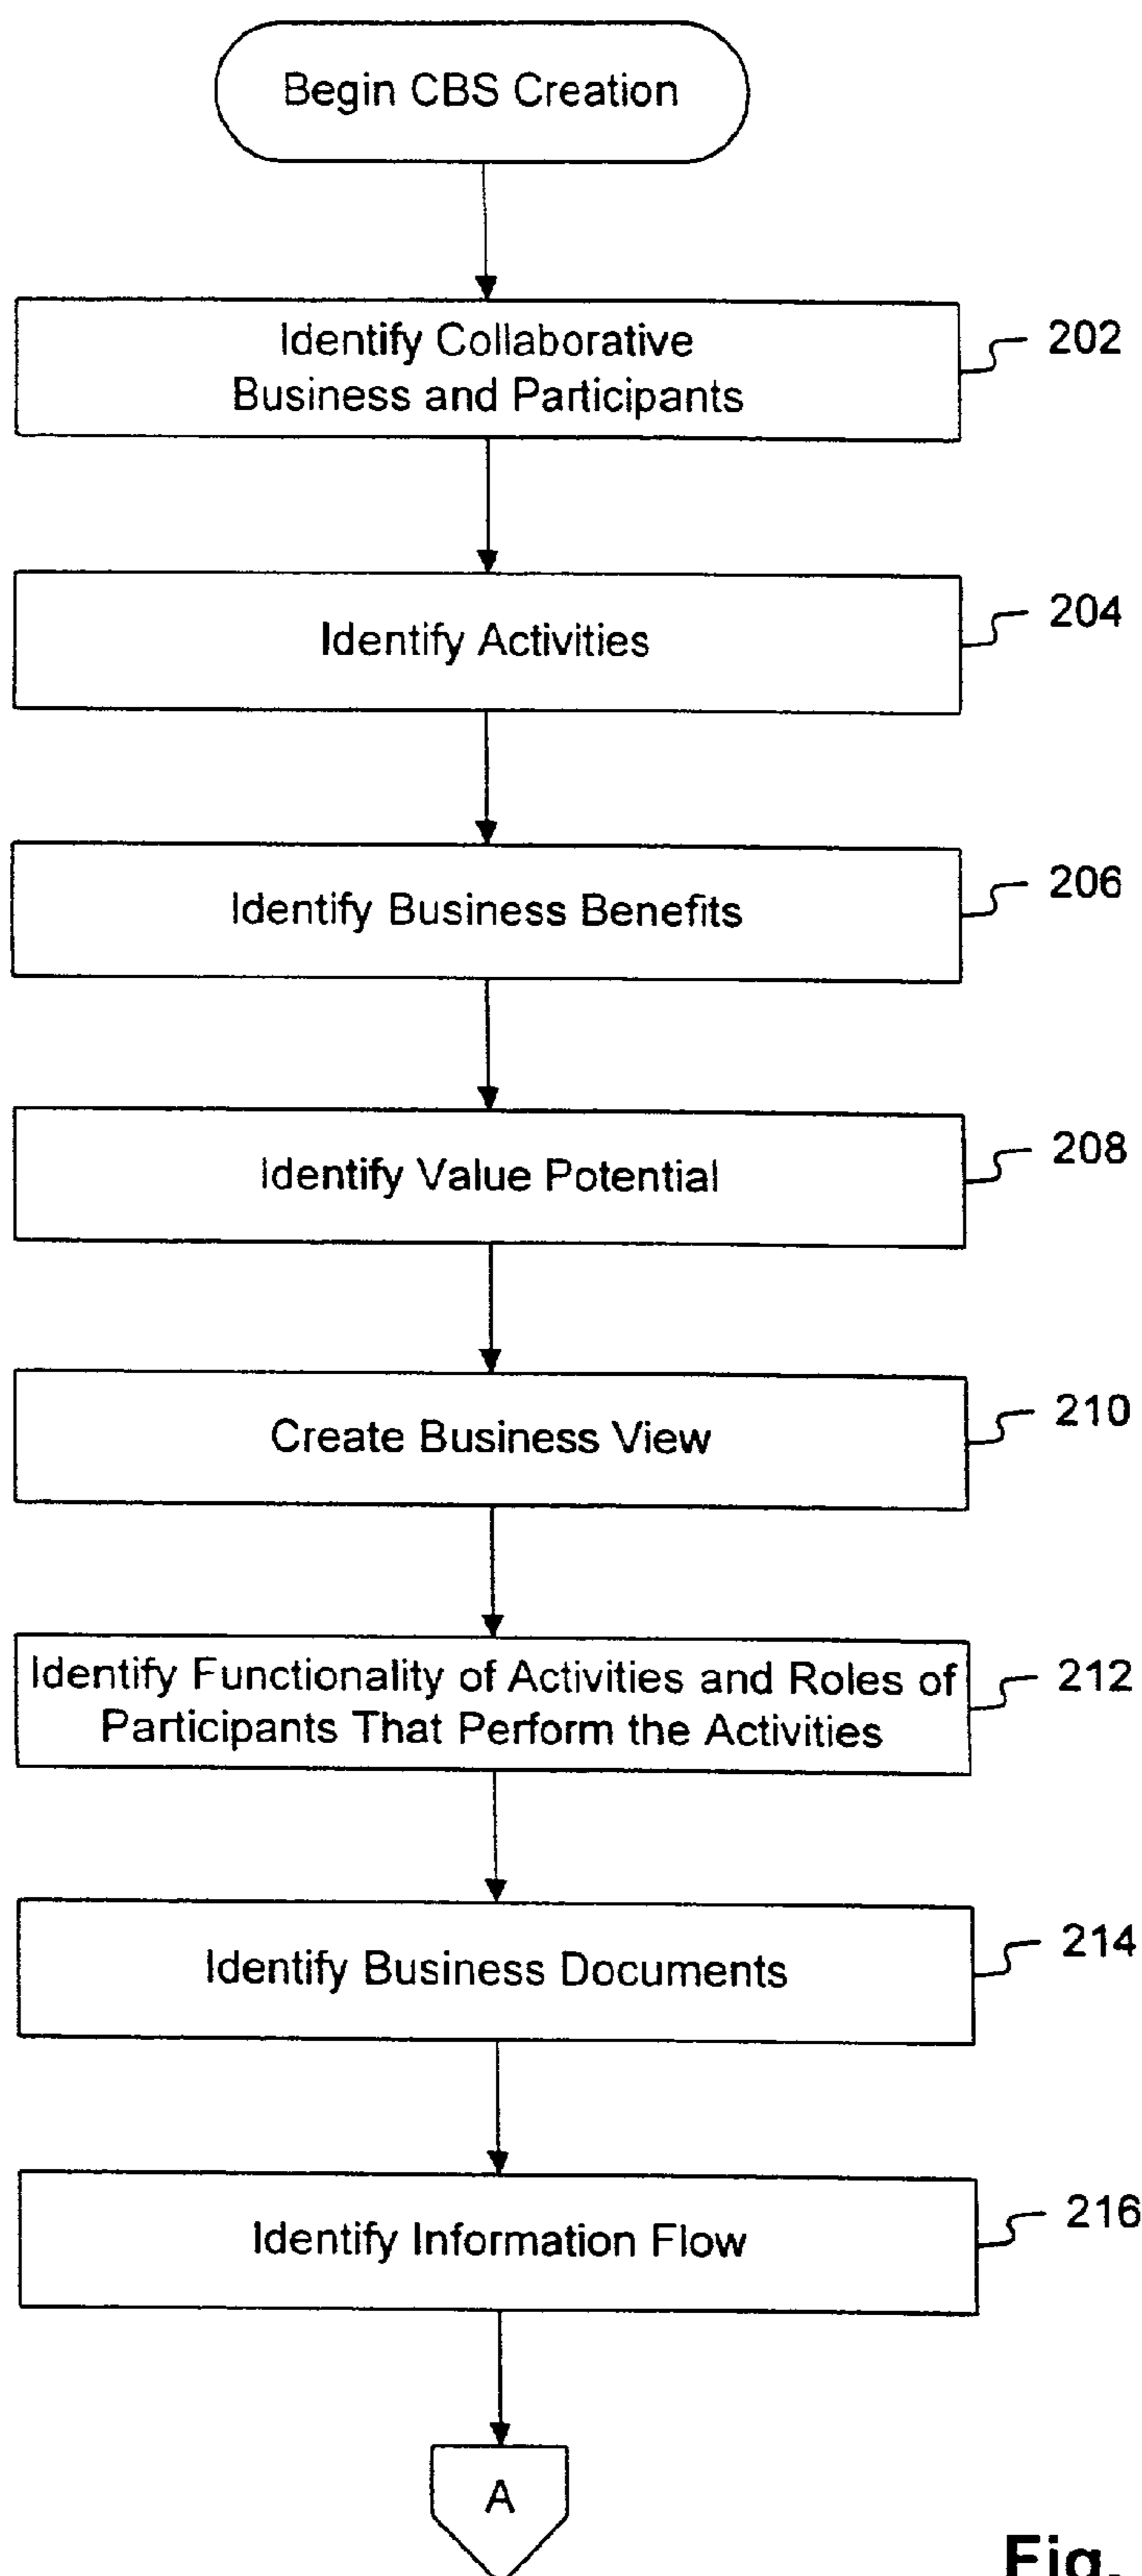 Begin CBS Creation
Identify Collaborative
Business and Participants
202
Identify Activities
204
Identify Business Benefits
206
Identify Value Potential
208
Create Business View
210
Identify Functionality of Activities and Roles of
Participants That Perform the Activities
212
Identify Business Documents
214
Identify Information Flow
216
A
Fig.